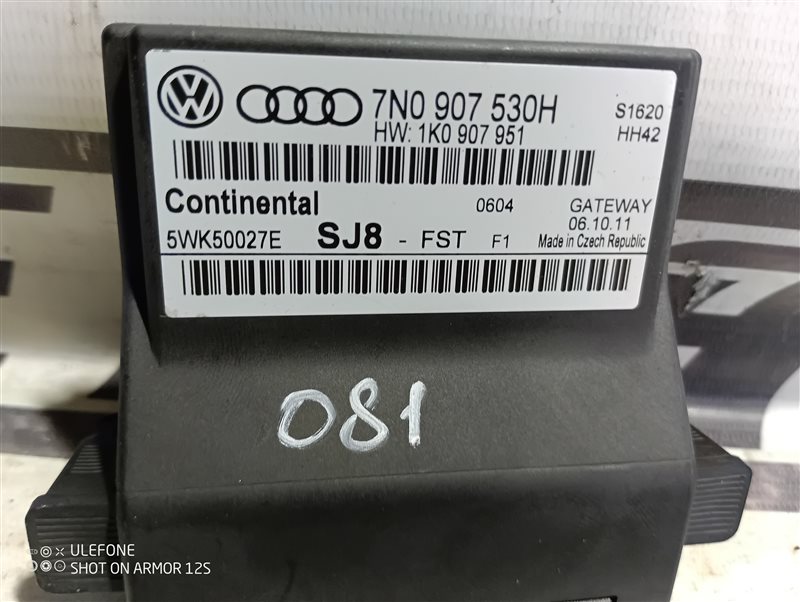 7N0 907 530H
HW: 1K0 907 951
S1620
HH42
Continental
0604
GATEWAY
06.10.11
5WK50027E SJ8 - FST F1
Made in Czech Republic
081
ULEFONE
SHOT ON ARMOR 12S